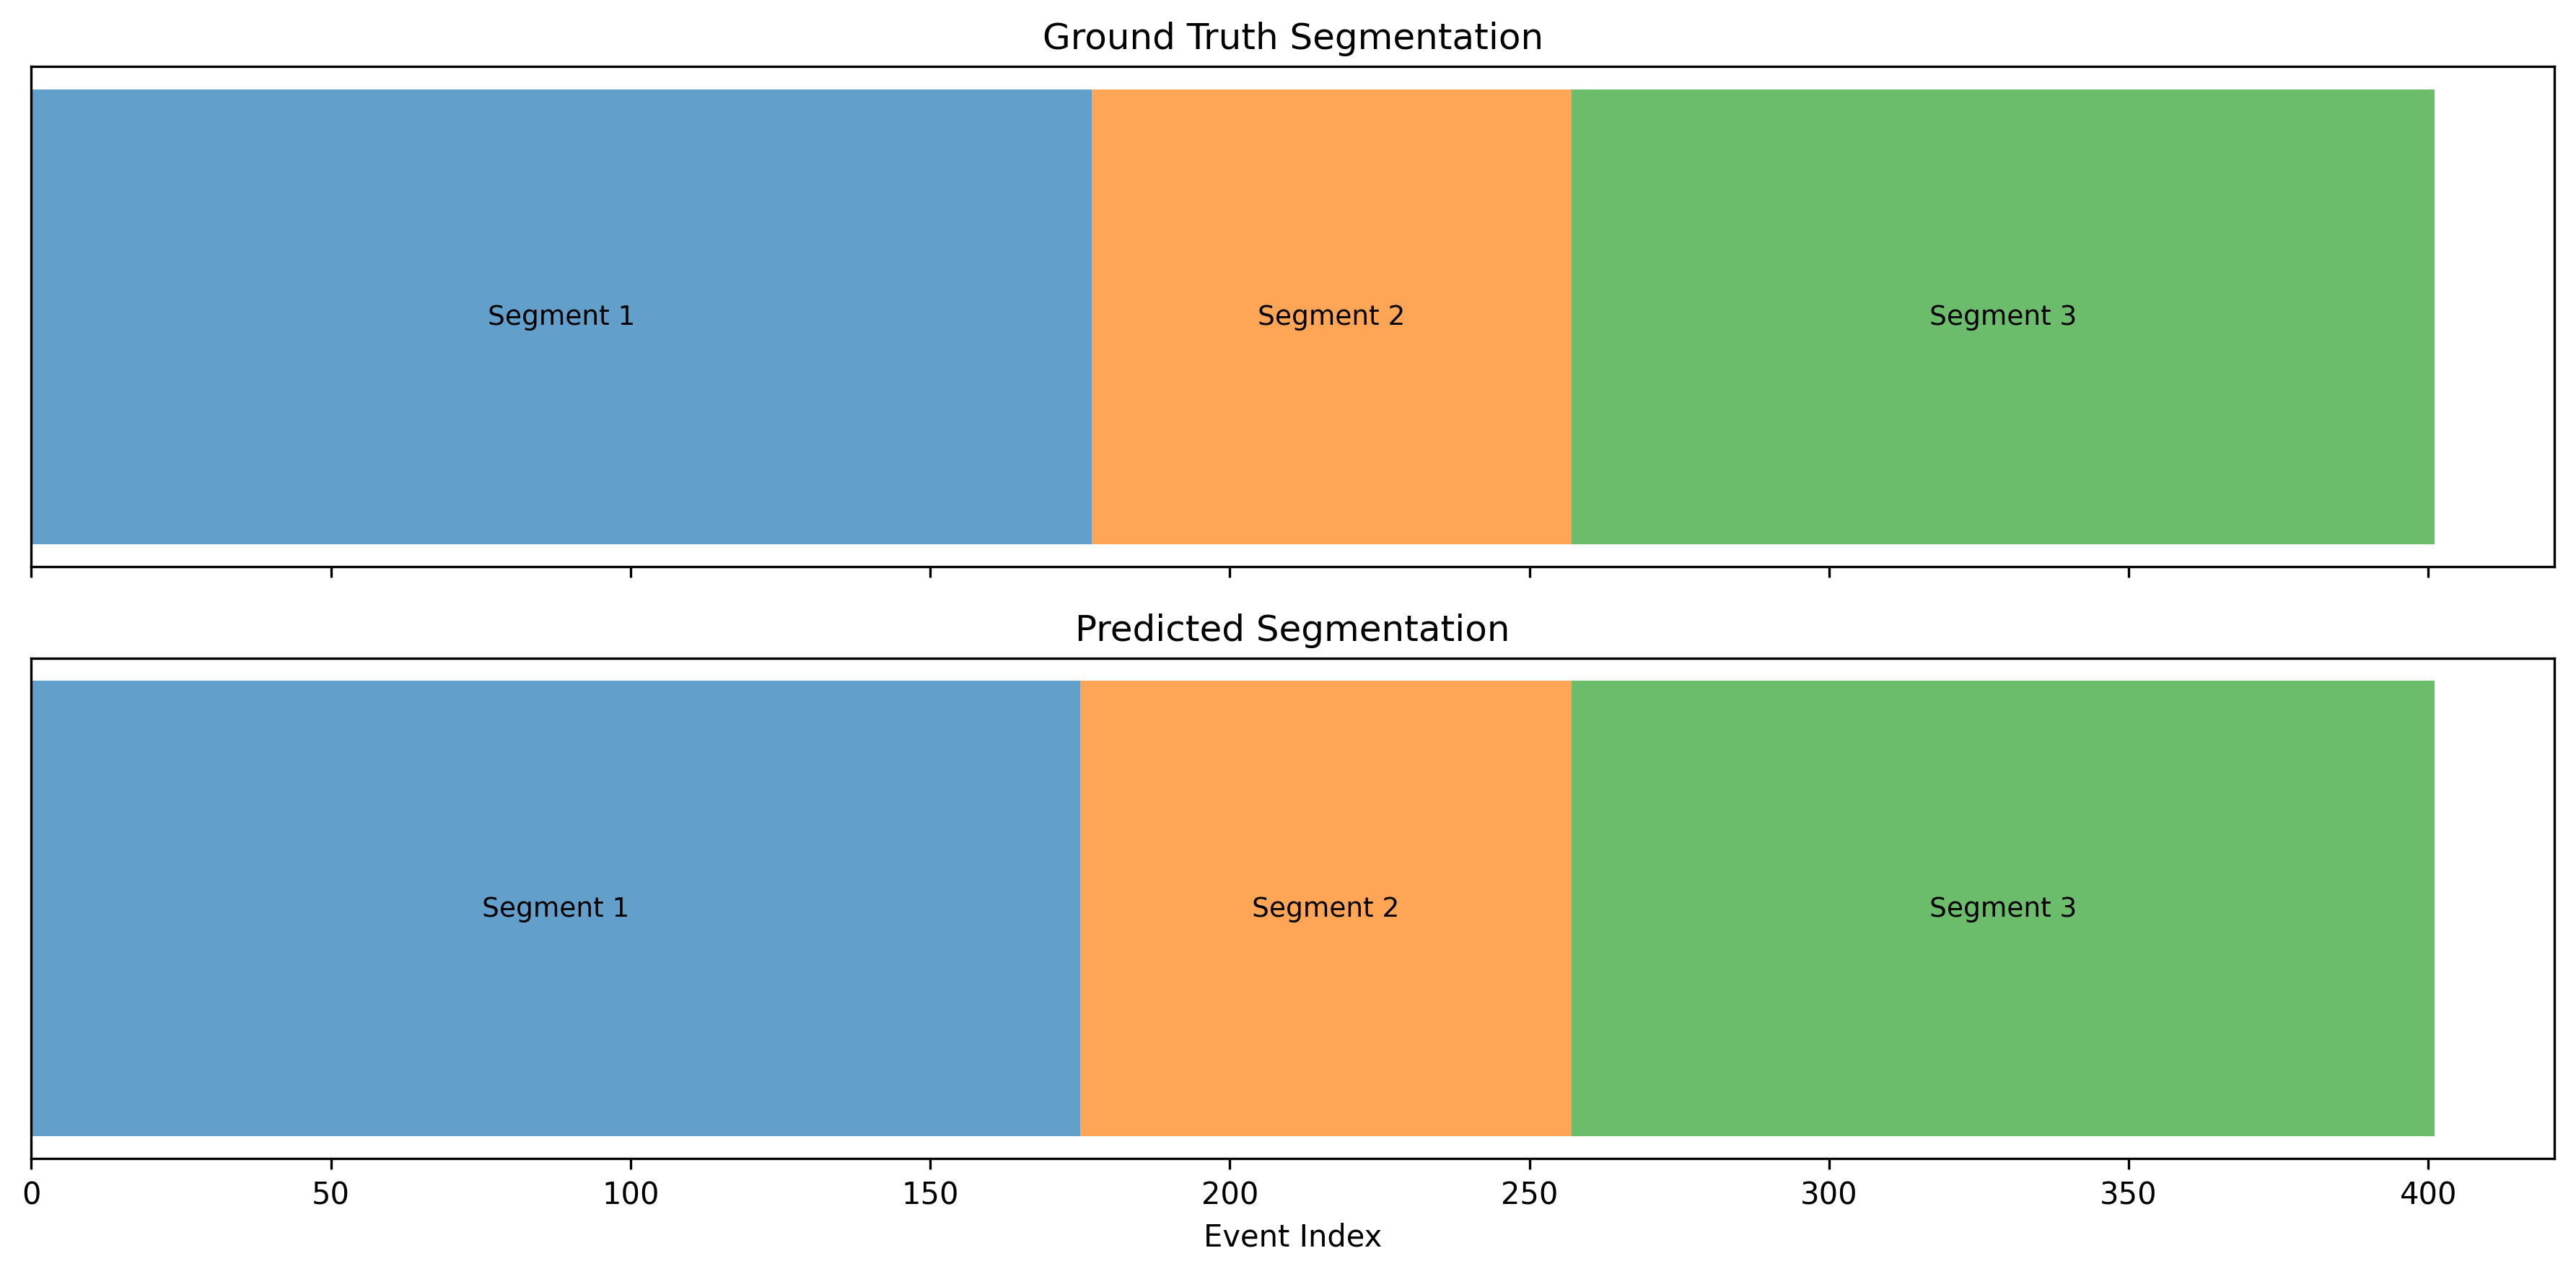 Ground Truth Segmentation
Segment 1 Segment 2 Segment 3
Predicted Segmentation
Segment 1 Segment 2 Segment 3
0 50 100 150 200 250 300 350 400
Event Index